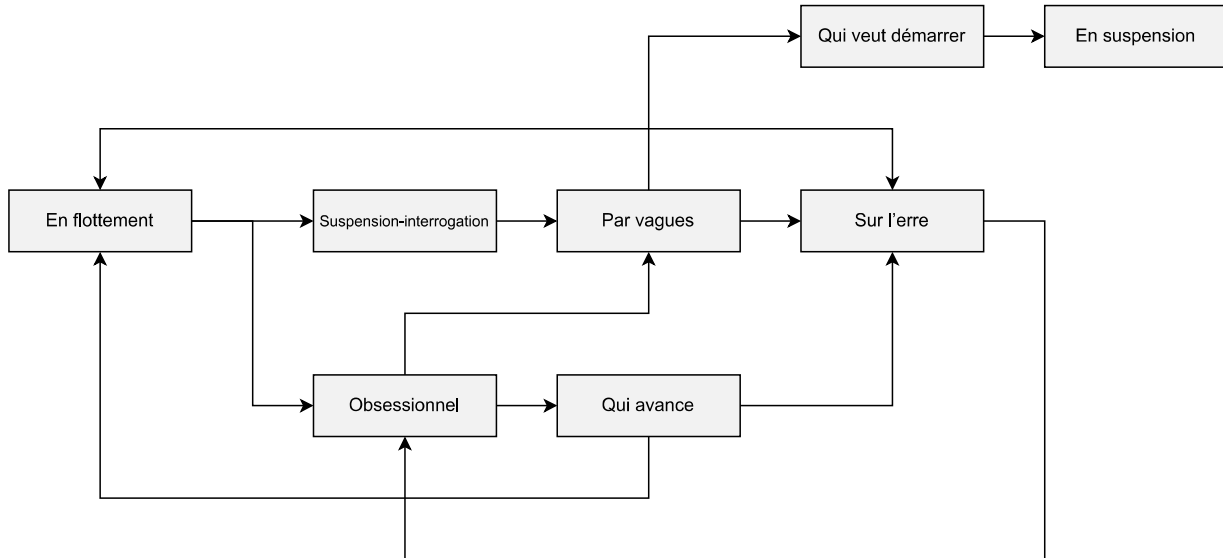 Qui veut démarrer
En suspension
En flottement
Suspension-interrogation
Par vagues
Sur l'erre
Obsessionnel
Qui avance